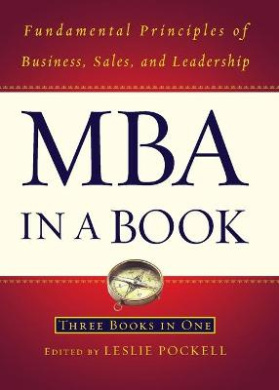 Fundamental Principles of
Business, Sales, and Leadership
MBA
IN A BOOK
THREE BOOKS IN ONE
EDITED BY LESLIE POCKELL